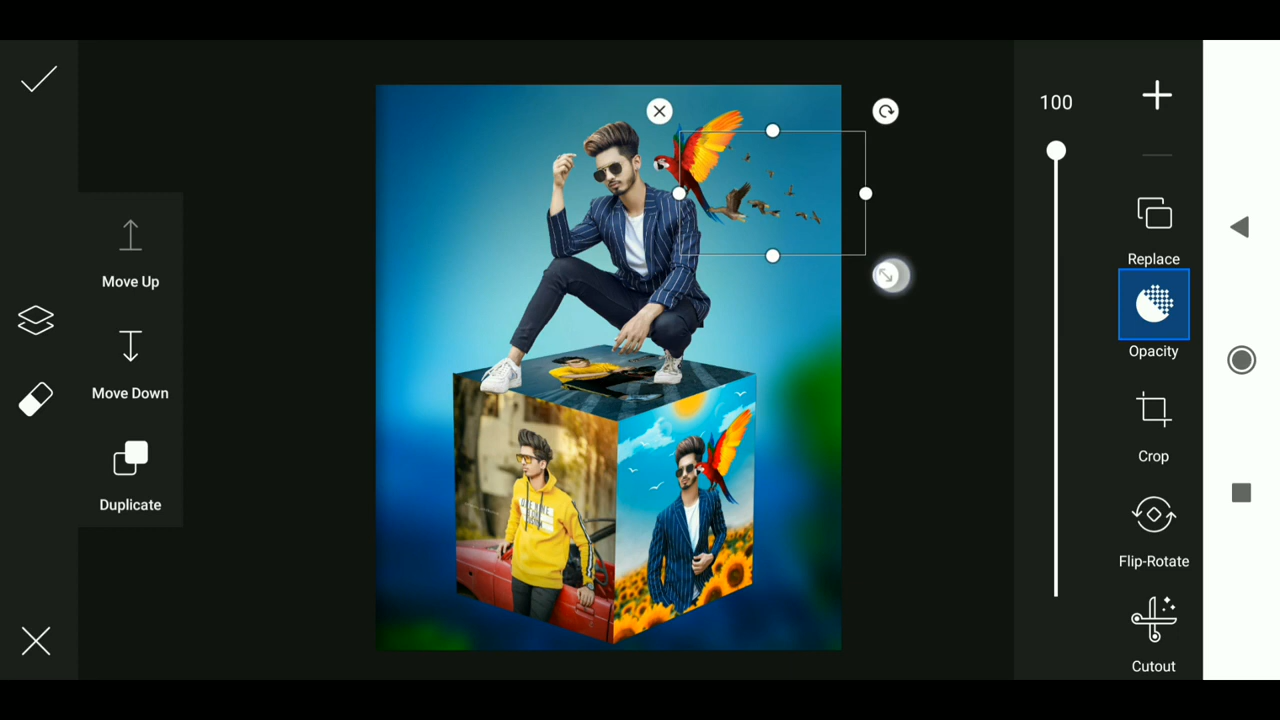 100
Move Up
Move Down
Duplicate
Replace
Opacity
Crop
Flip-Rotate
Cutout